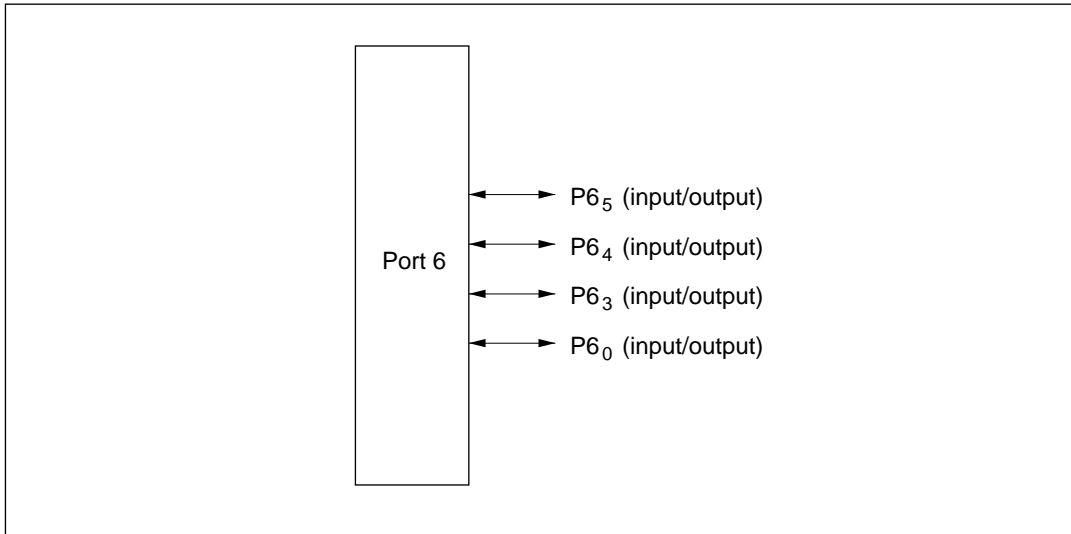 P6₅ (input/output)
P6₄ (input/output)
Port 6
P6₃ (input/output)
P6₀ (input/output)